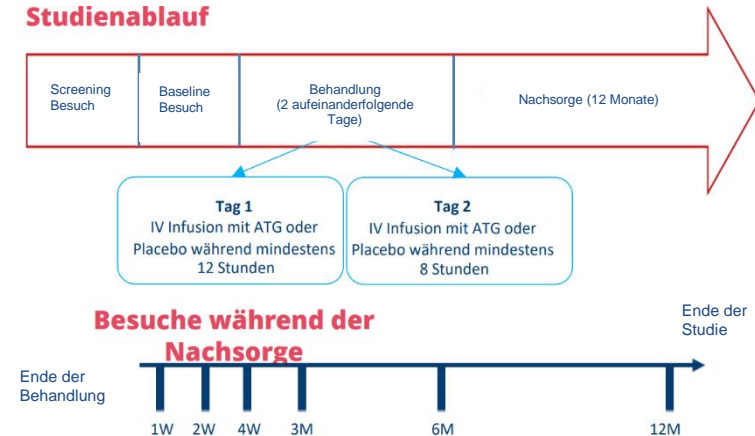 Studienablauf
Screening
Besuch
Baseline
Besuch
Behandlung
(2 aufeinanderfolgende
Tage)
Nachsorge (12 Monate)
Tag 1
IV Infusion mit ATG oder
Placebo während mindestens
12 Stunden
Tag 2
IV Infusion mit ATG oder
Placebo während mindestens
8 Stunden
Besuche während der
Nachsorge
Ende der
Studie
Ende der
Behandlung
1W 2W 4W 3M 6M 12M